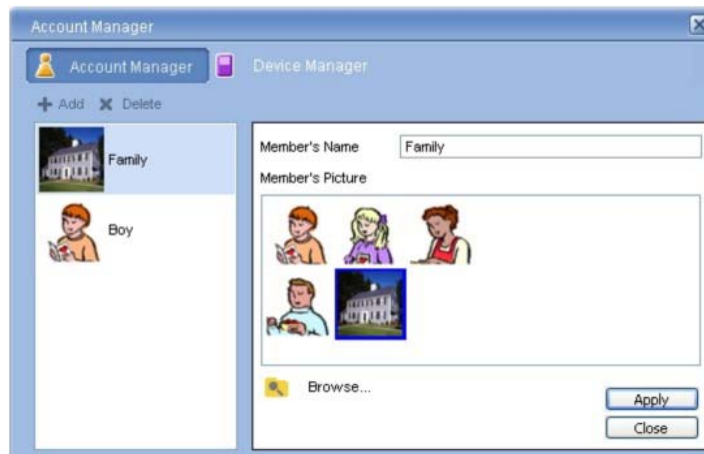 Account Manager
Account Manager Device Manager
Add Delete
Family
Boy
Member's Name Family
Member's Picture
Browse...
Apply
Close